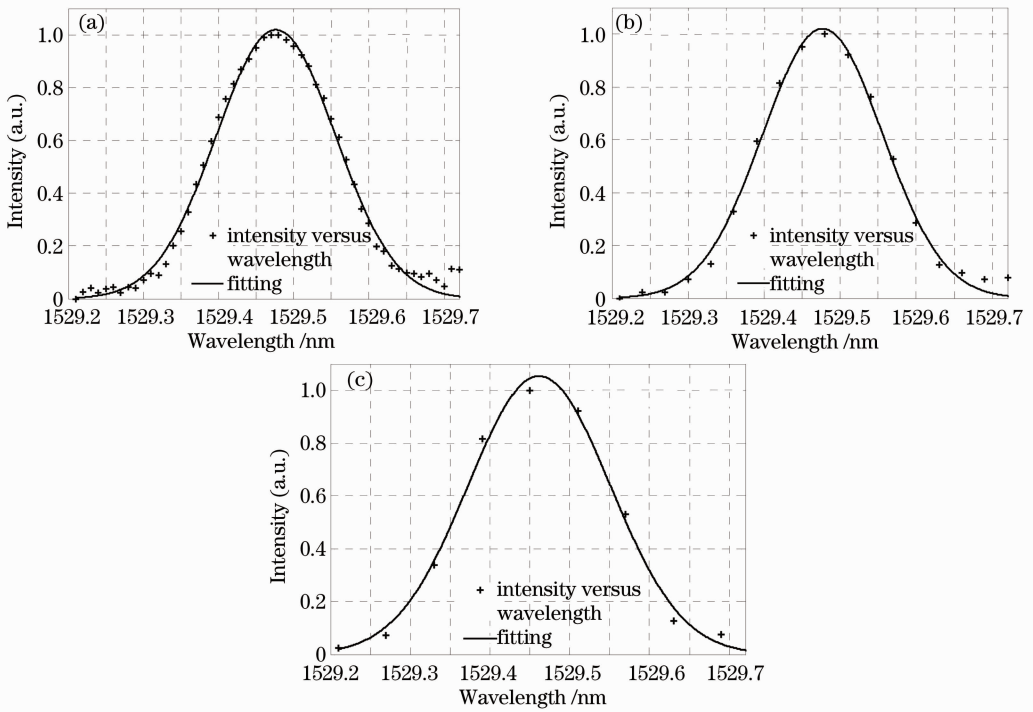 (a)
1.0
0.8
0.6
0.4
0.2
0
Intensity (a.u.)
intensity versus
wavelength
fitting
1529.2 1529.3 1529.4 1529.5 1529.6 1529.7
Wavelength /nm
(b)
1.0
0.8
0.6
0.4
0.2
0
Intensity (a.u.)
intensity versus
wavelength
fitting
1529.2 1529.3 1529.4 1529.5 1529.6 1529.7
Wavelength /nm
(c)
1.0
0.8
0.6
0.4
0.2
0
Intensity (a.u.)
intensity versus
wavelength
fitting
1529.2 1529.3 1529.4 1529.5 1529.6 1529.7
Wavelength /nm